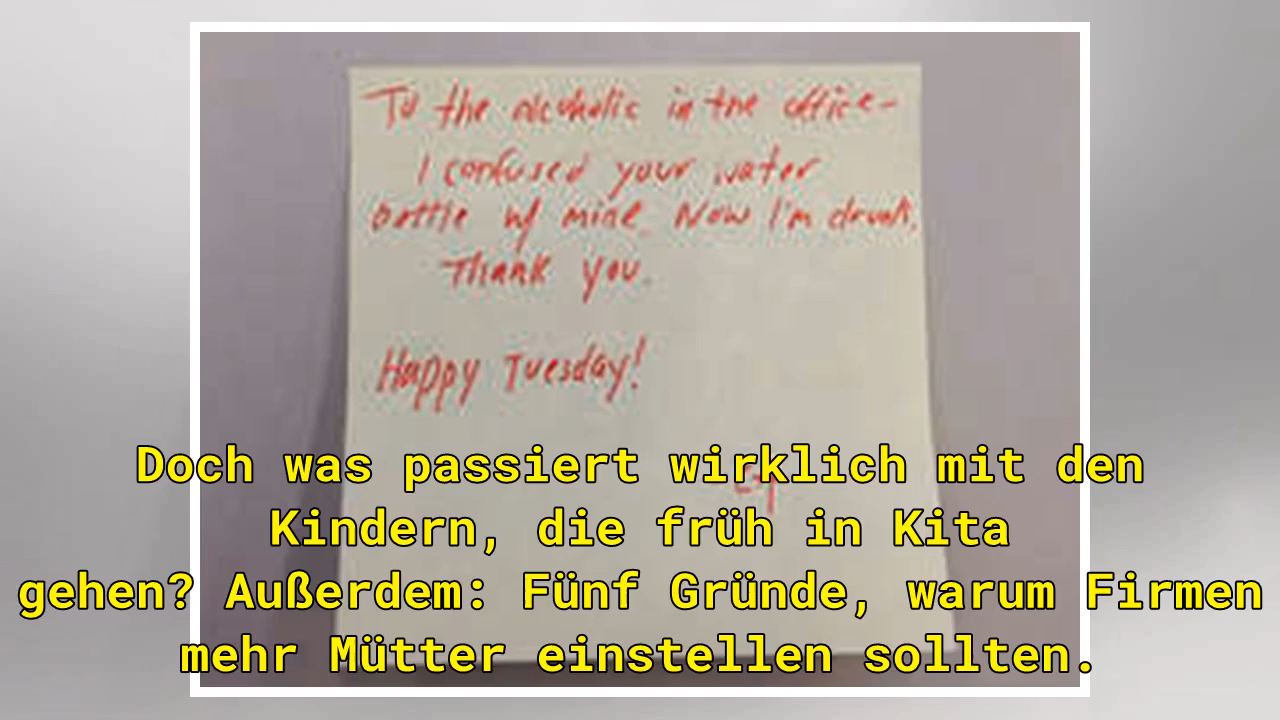 To the alcoholic in the office-
I confused your water
bottle w/ mine. Now I'm drunk.
Thank you.
Happy Tuesday!
Doch was passiert wirklich mit den
Kindern, die früh in Kita
gehen? Außerdem: Fünf Gründe, warum Firmen
mehr Mütter einstellen sollten.